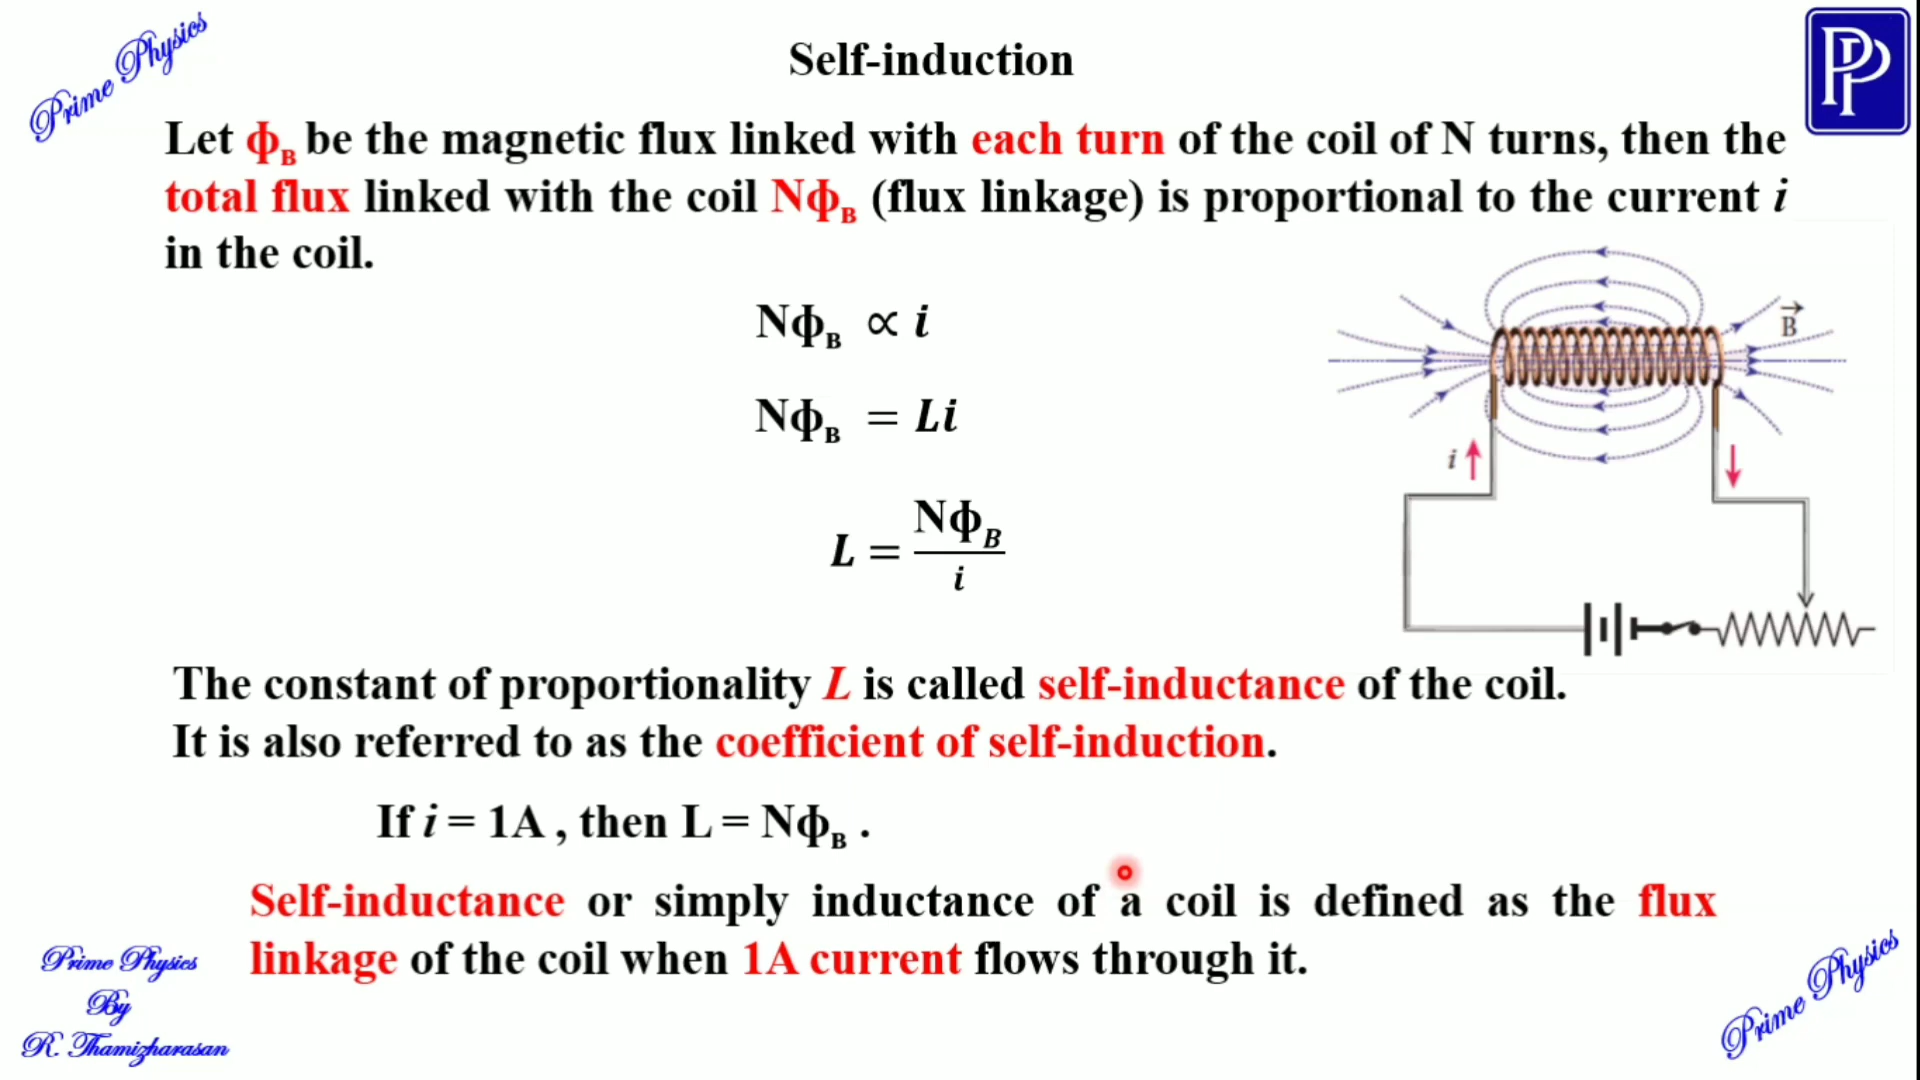 Prime Physics
PP
Self-induction
Let ϕB be the magnetic flux linked with each turn of the coil of N turns, then the
total flux linked with the coil NϕB (flux linkage) is proportional to the current i
in the coil.
NϕB ∝ i
NϕB = Li
L = NϕB / i
B
i
The constant of proportionality L is called self-inductance of the coil.
It is also referred to as the coefficient of self-induction.
If i = 1A , then L = NϕB .
Self-inductance or simply inductance of a coil is defined as the flux
linkage of the coil when 1A current flows through it.
Prime Physics
By
R. Thamizharasan
Prime Physics